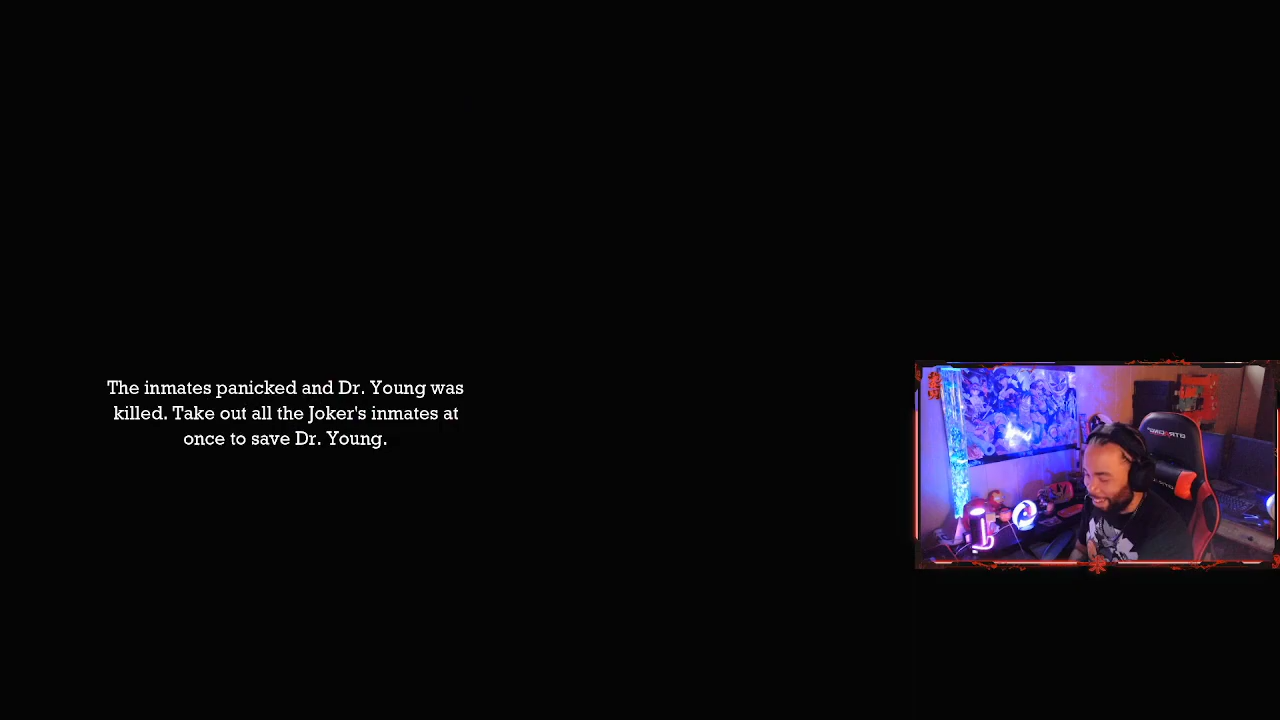 The inmates panicked and Dr. Young was
killed. Take out all the Joker's inmates at
once to save Dr. Young.
GTRACING